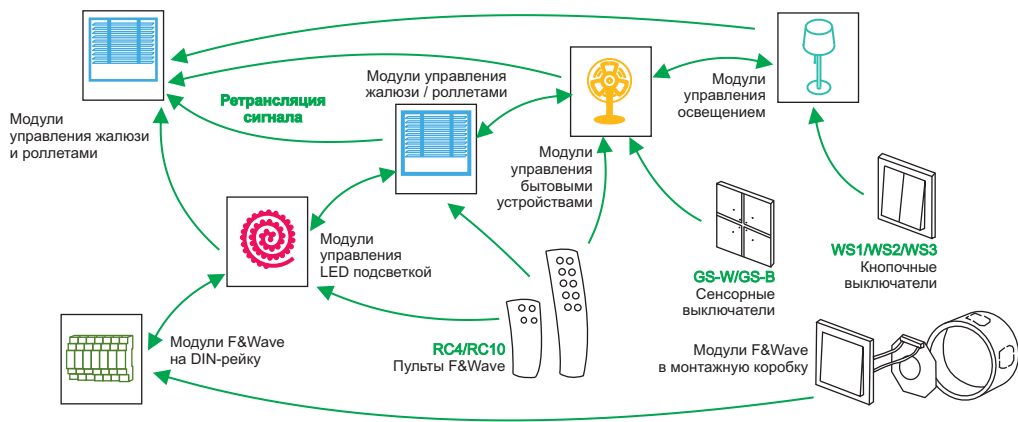 Модули
управления жалюзи
и роллетами
Ретрансляция
сигнала
Модули управления
жалюзи / роллетами
Модули
управления
бытовыми
устройствами
Модули
управления
освещением
Модули
управления
LED подсветкой
GS-W/GS-B
Сенсорные
выключатели
WS1/WS2/WS3
Кнопочные
выключатели
Модули F&Wave
на DIN-рейку
RC4/RC10
Пульты F&Wave
Модули F&Wave
в монтажную коробку